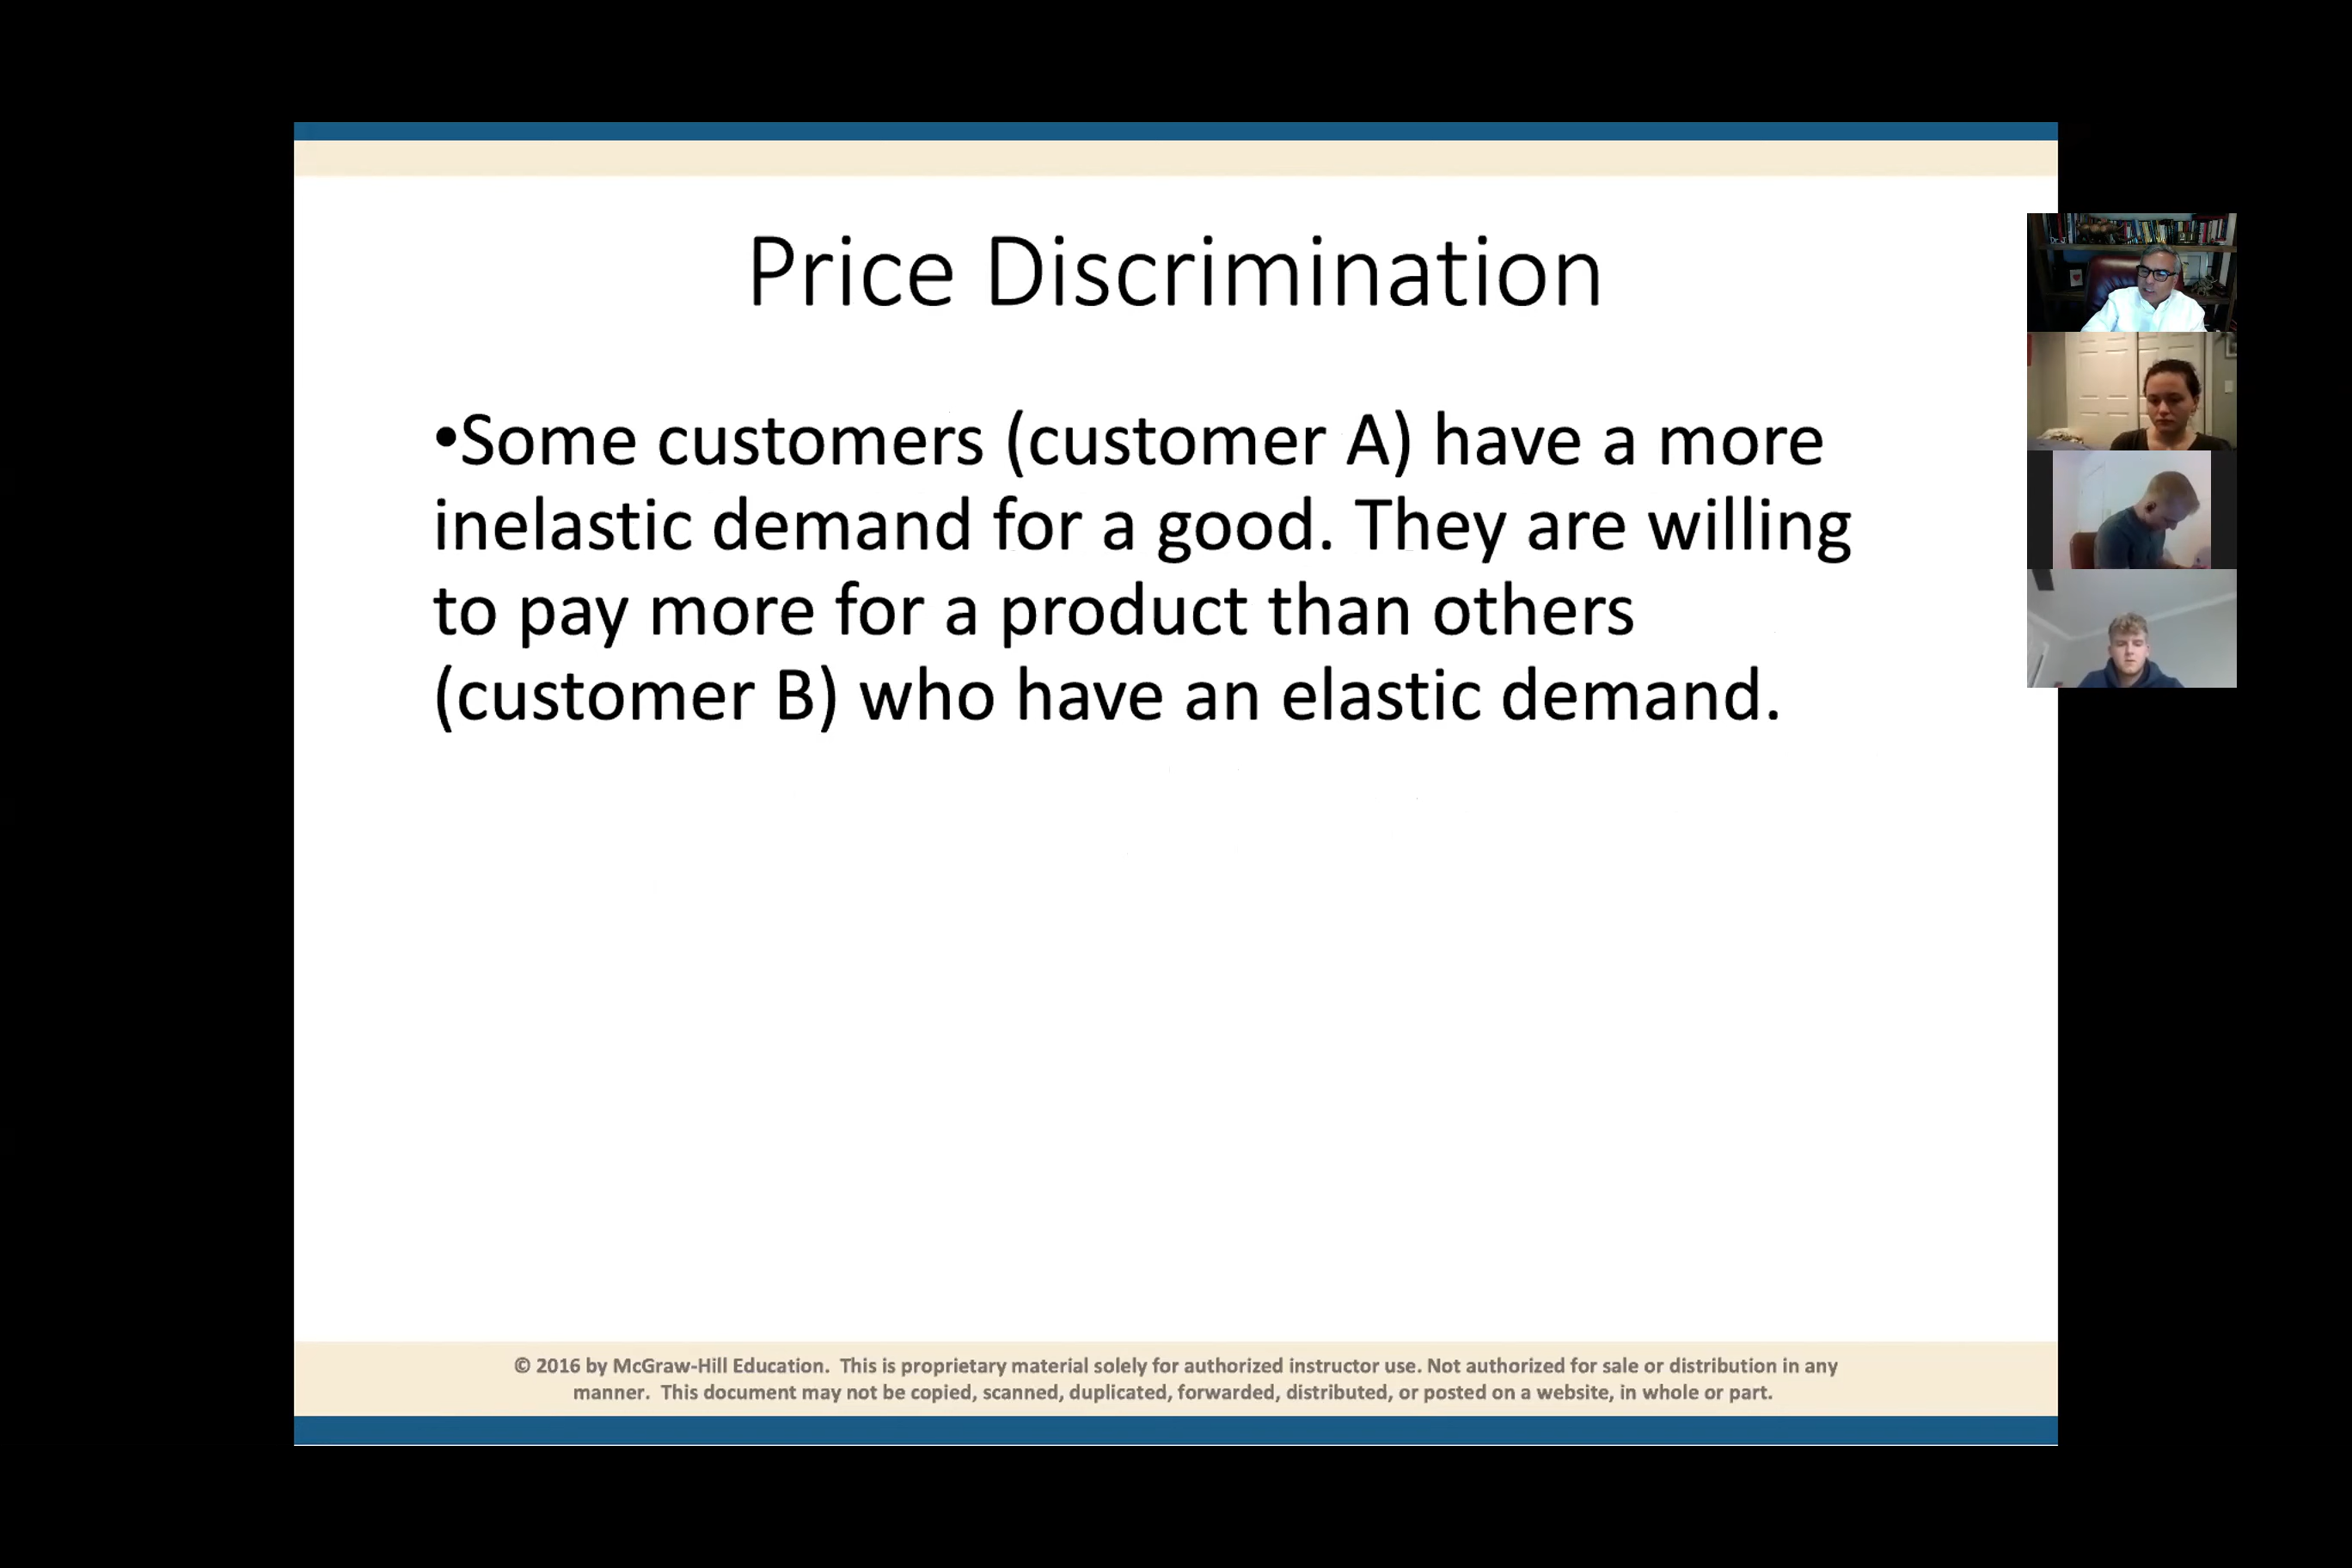 Price Discrimination
•Some customers (customer A) have a more
inelastic demand for a good. They are willing
to pay more for a product than others
(customer B) who have an elastic demand.
© 2016 by McGraw-Hill Education.  This is proprietary material solely for authorized instructor use. Not authorized for sale or distribution in any
manner.  This document may not be copied, scanned, duplicated, forwarded, distributed, or posted on a website, in whole or part.